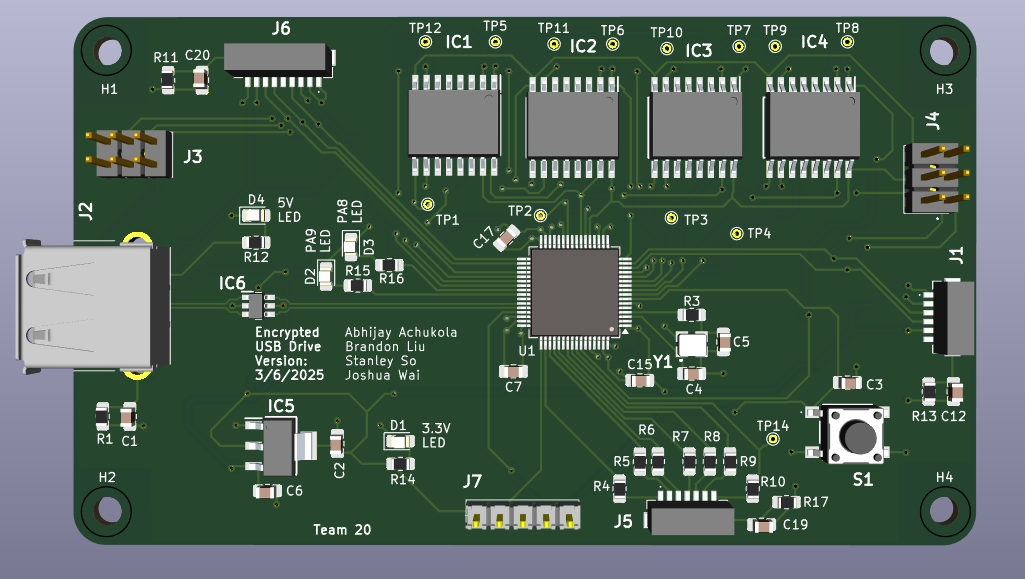 TP12
TP5
TP11
TP6
TP10
TP7
TP9
TP8
J6
IC1
IC2
IC3
IC4
R11
C20
H1
H3
J4
J3
J2
D4
5V
LED
PA8
LED
PA9
LED
D3
D2
R12
R15
R16
TP1
TP2
TP3
TP4
C17
J1
IC6
Encrypted
USB Drive
Version:
3/6/2025
Abhijay Achukola
Brandon Liu
Stanley So
Joshua Wai
U1
R3
Y1
C5
C15
C4
C7
C3
R13
C12
R1
C1
IC5
C2
D1
3.3V
LED
R14
C6
TP14
R6
R7
R8
R5
R9
R4
R10
R17
S1
H2
H4
J7
J5
C19
Team 20